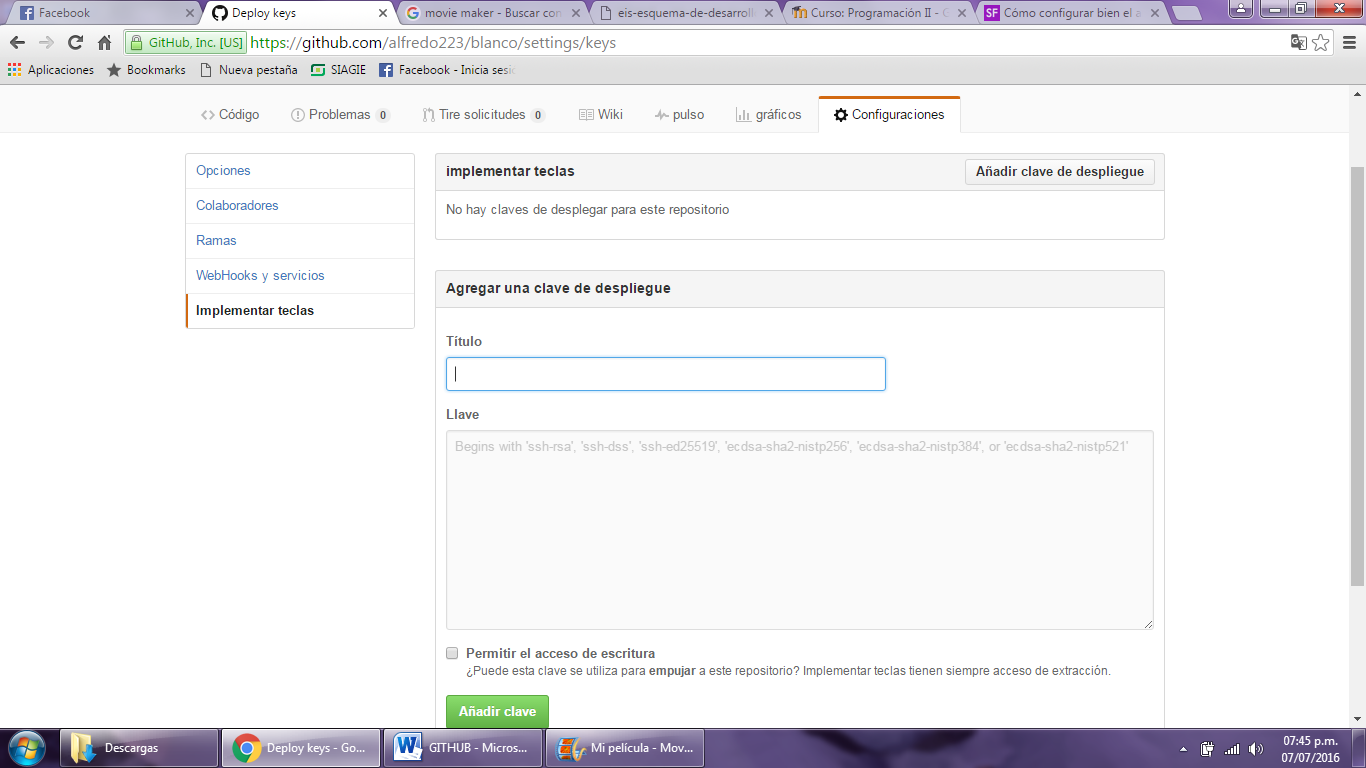 Facebook
Deploy keys
movie maker - Buscar con
eis-esquema-de-desarroll
Curso: Programación II - G
SF Cómo configurar bien el a
GitHub, Inc. [US] https://github.com/alfredo223/blanco/settings/keys
Aplicaciones Bookmarks Nueva pestaña SIAGIE Facebook - Inicia sesi
Código Problemas 0 Tire solicitudes 0 Wiki pulso gráficos Configuraciones
Opciones
Colaboradores
Ramas
WebHooks y servicios
Implementar teclas
implementar teclas
Añadir clave de despliegue
No hay claves de desplegar para este repositorio
Agregar una clave de despliegue
Título
Llave
Begins with 'ssh-rsa', 'ssh-dss', 'ssh-ed25519', 'ecdsa-sha2-nistp256', 'ecdsa-sha2-nistp384', or 'ecdsa-sha2-nistp521'
Permitir el acceso de escritura
¿Puede esta clave se utiliza para empujar a este repositorio? Implementar teclas tienen siempre acceso de extracción.
Añadir clave
Descargas
Deploy keys - Go...
GITHUB - Micros...
Mi película - Mov...
07:45 p.m.
07/07/2016